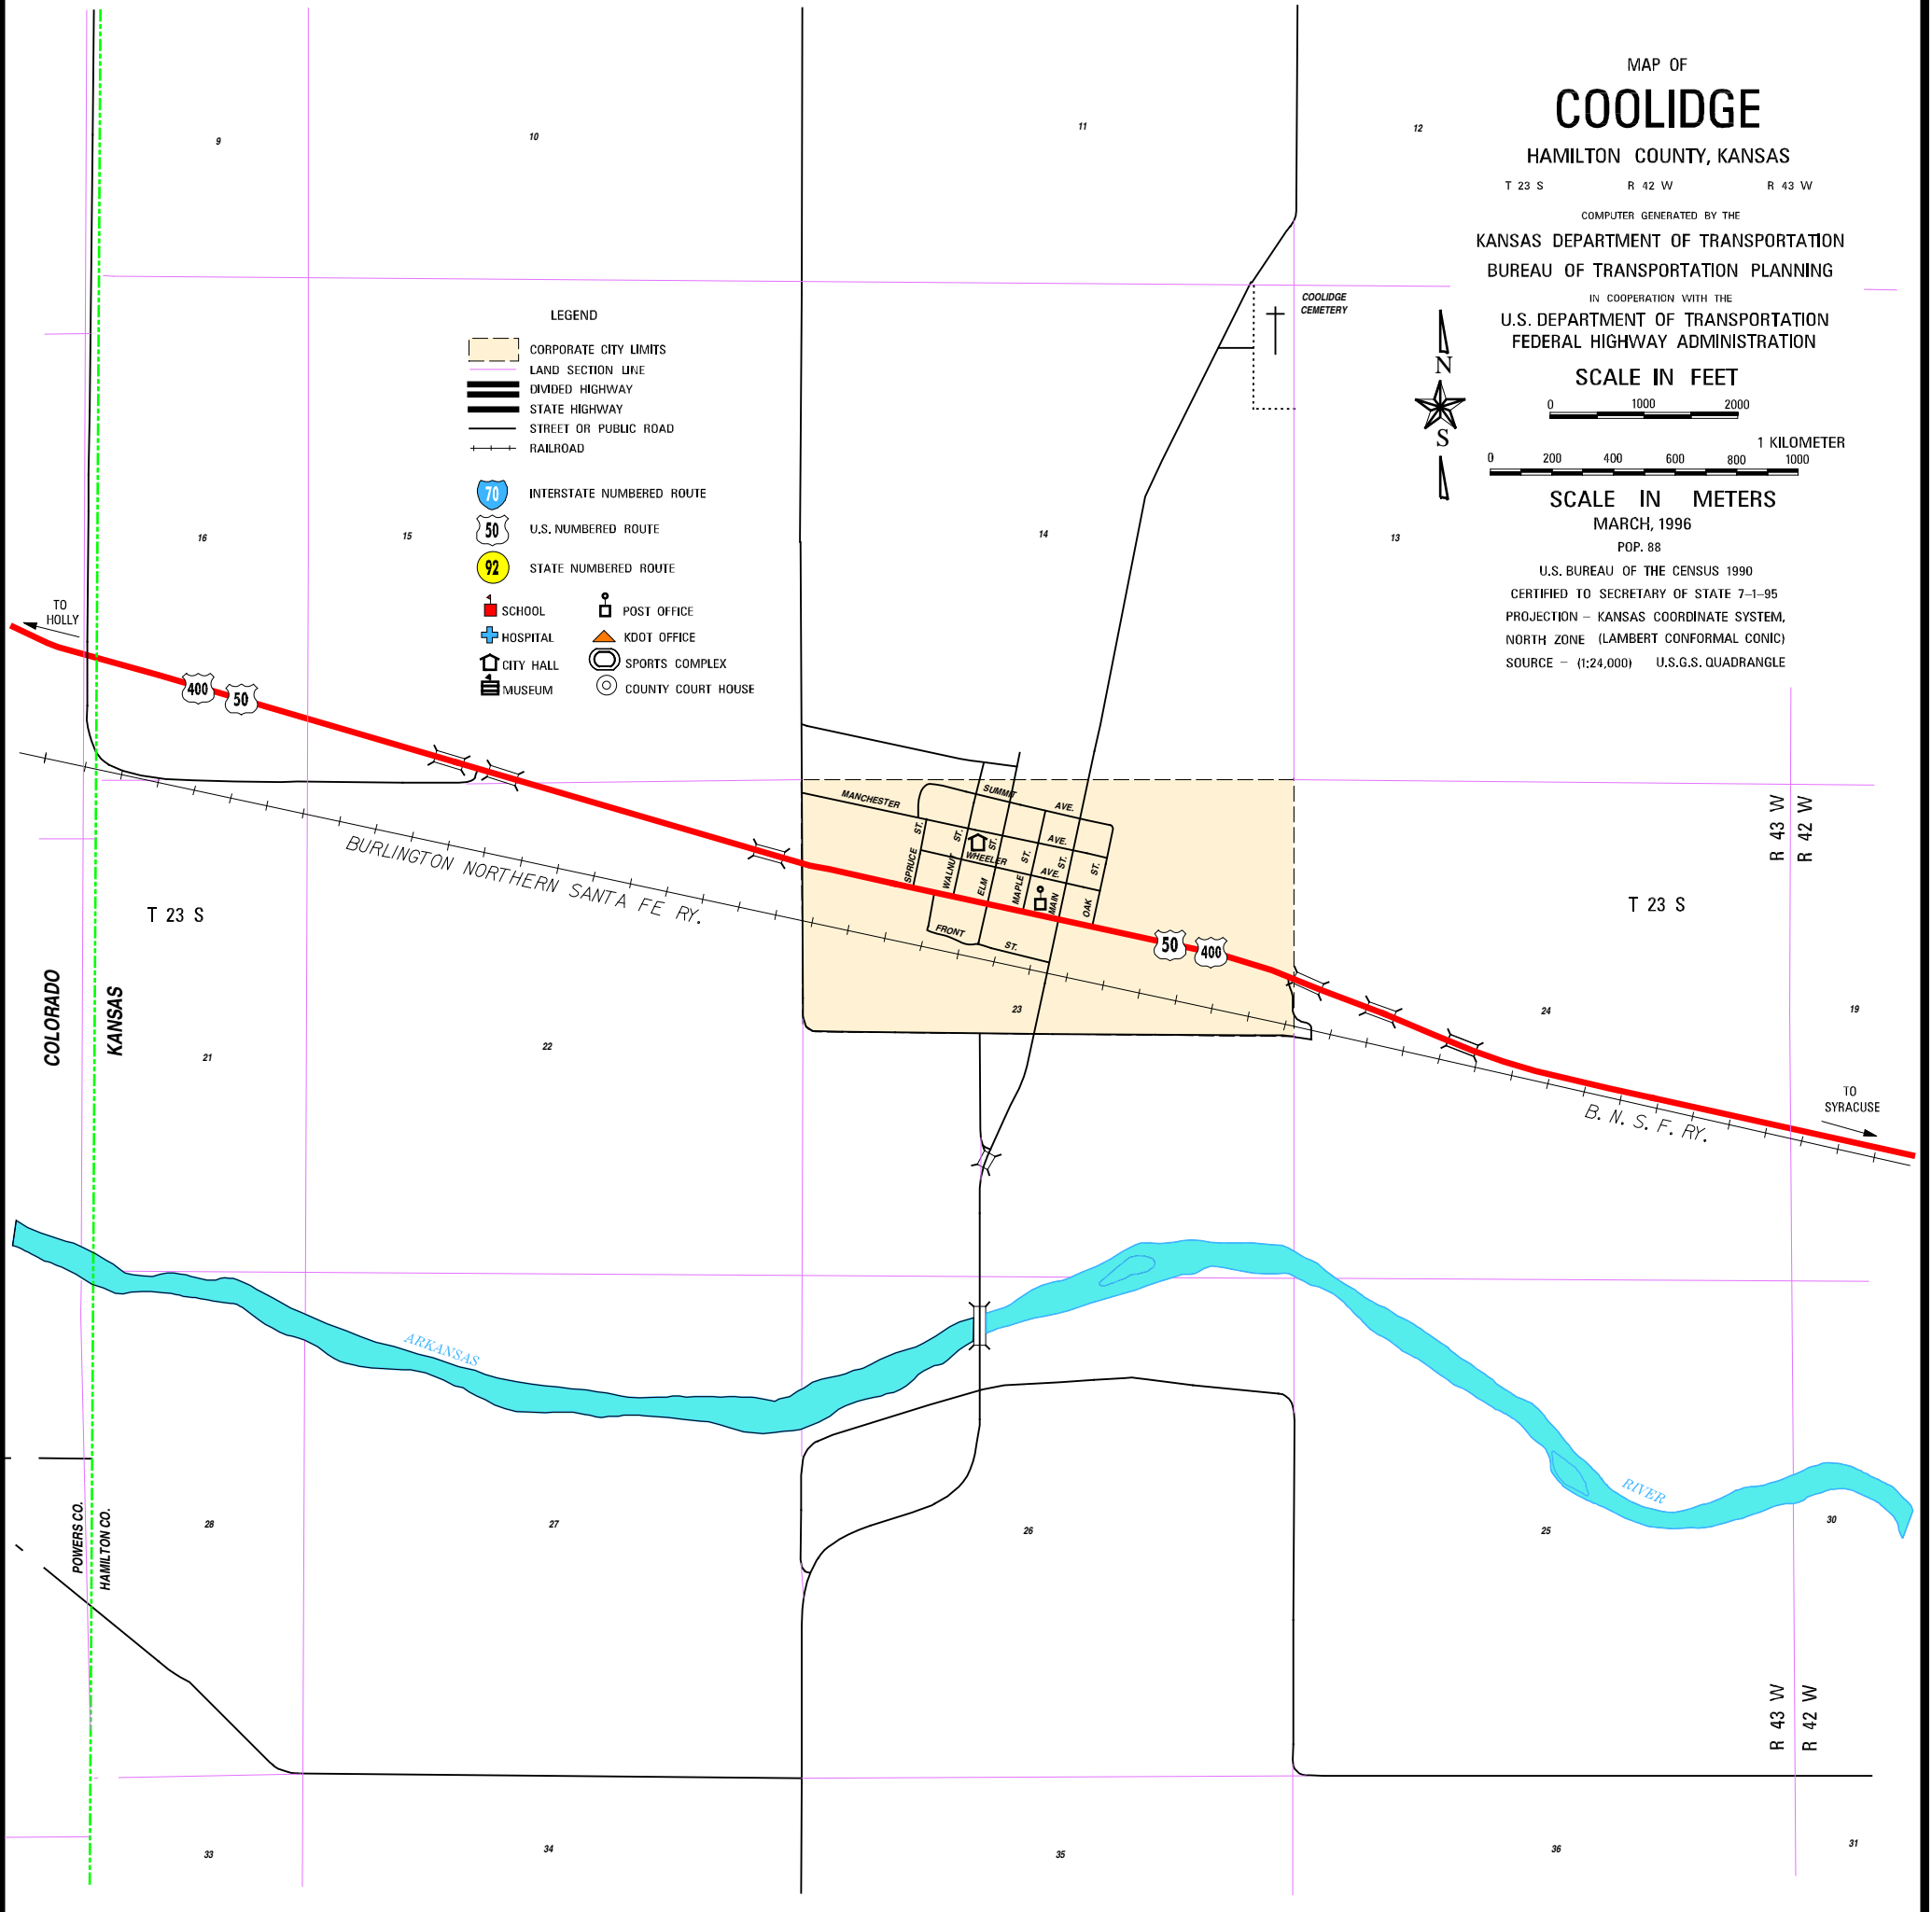 MAP OF
COOLIDGE
HAMILTON COUNTY, KANSAS
T 23 S R 42 W R 43 W
COMPUTER GENERATED BY THE
KANSAS DEPARTMENT OF TRANSPORTATION
BUREAU OF TRANSPORTATION PLANNING
IN COOPERATION WITH THE
U.S. DEPARTMENT OF TRANSPORTATION
FEDERAL HIGHWAY ADMINISTRATION
SCALE IN FEET
0 1000 2000
1 KILOMETER
0 200 400 600 800 1000
SCALE IN METERS
MARCH, 1996
POP. 88
U.S. BUREAU OF THE CENSUS 1990
CERTIFIED TO SECRETARY OF STATE 7-1-95
PROJECTION - KANSAS COORDINATE SYSTEM,
NORTH ZONE (LAMBERT CONFORMAL CONIC)
SOURCE - (1:24,000) U.S.G.S. QUADRANGLE
N
S
9
10
11
12
COOLIDGE
CEMETERY
LEGEND
CORPORATE CITY LIMITS
LAND SECTION LINE
DIVIDED HIGHWAY
STATE HIGHWAY
STREET OR PUBLIC ROAD
RAILROAD
70 INTERSTATE NUMBERED ROUTE
50 U.S. NUMBERED ROUTE
92 STATE NUMBERED ROUTE
SCHOOL
POST OFFICE
HOSPITAL
KDOT OFFICE
CITY HALL
SPORTS COMPLEX
MUSEUM
COUNTY COURT HOUSE
16
15
14
13
TO
HOLLY
400
50
BURLINGTON NORTHERN SANTA FE RY.
MANCHESTER AVE.
SUMMIT AVE.
WHEELER AVE.
SPRUCE ST.
WALNUT ST.
ELM ST.
MAPLE ST.
MAIN ST.
OAK ST.
FRONT ST.
50
400
R 43 W
R 42 W
T 23 S
T 23 S
COLORADO
KANSAS
21
22
23
24
19
TO
SYRACUSE
B. N. S. F. RY.
ARKANSAS
RIVER
POWERS CO.
HAMILTON CO.
28
27
26
25
30
R 43 W
R 42 W
33
34
35
36
31